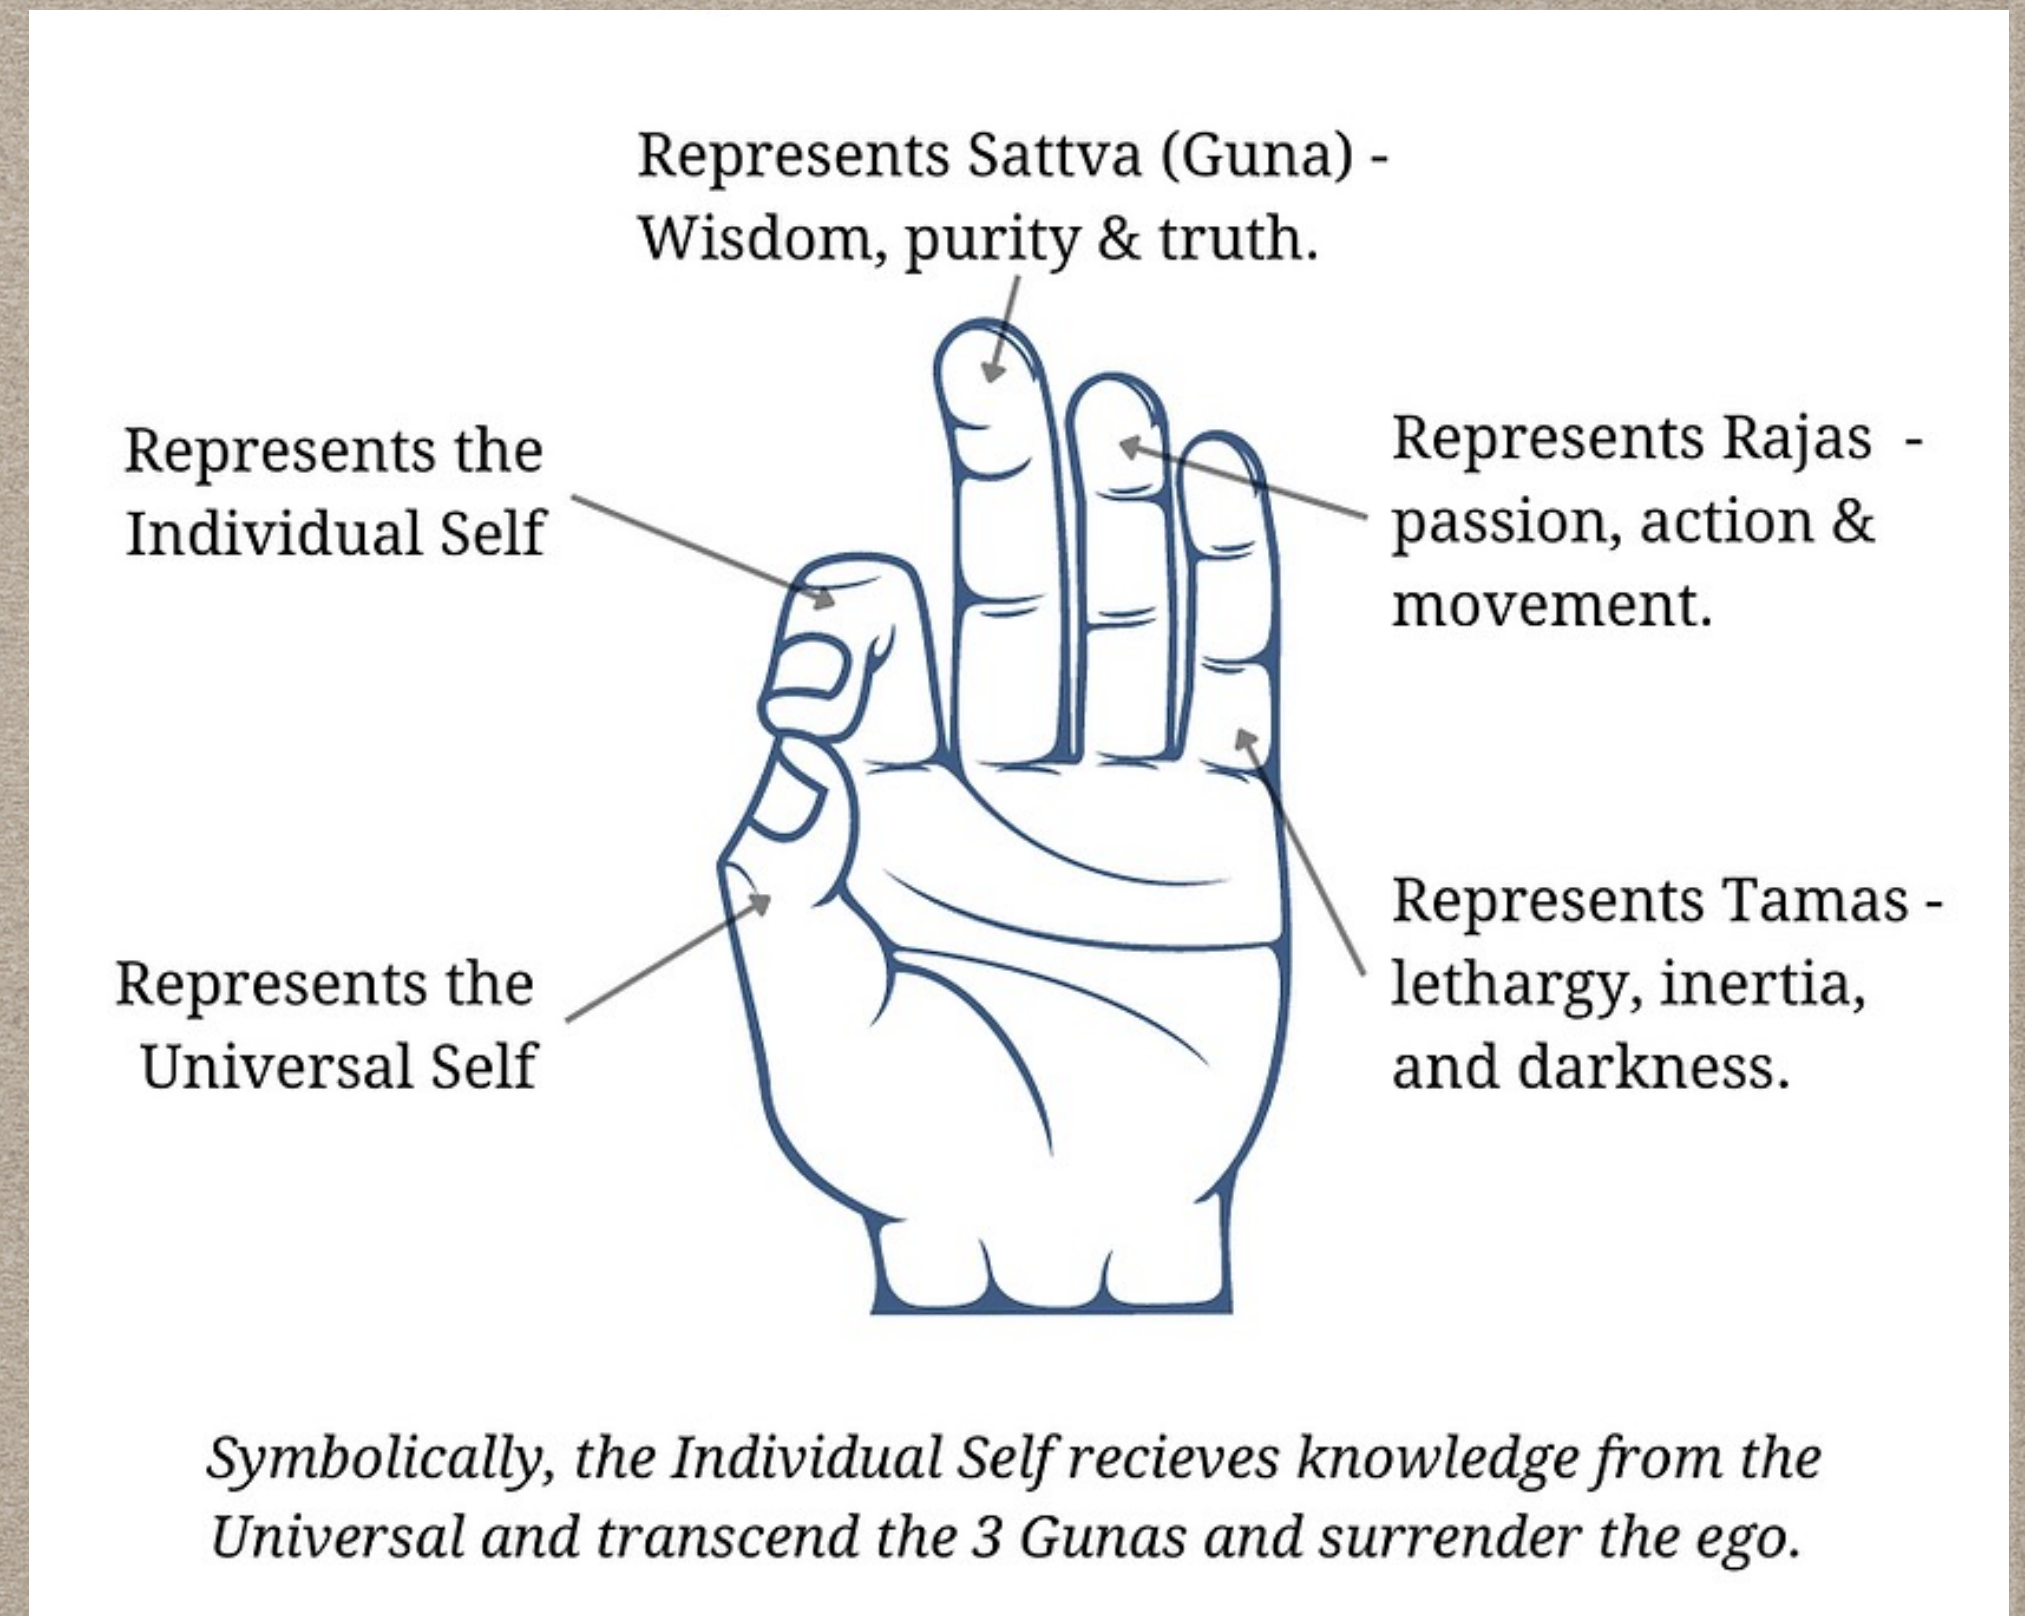 Represents Sattva (Guna) -
Wisdom, purity & truth.
Represents the
Individual Self
Represents Rajas -
passion, action &
movement.
Represents the
Universal Self
Represents Tamas -
lethargy, inertia,
and darkness.
Symbolically, the Individual Self recieves knowledge from the
Universal and transcend the 3 Gunas and surrender the ego.